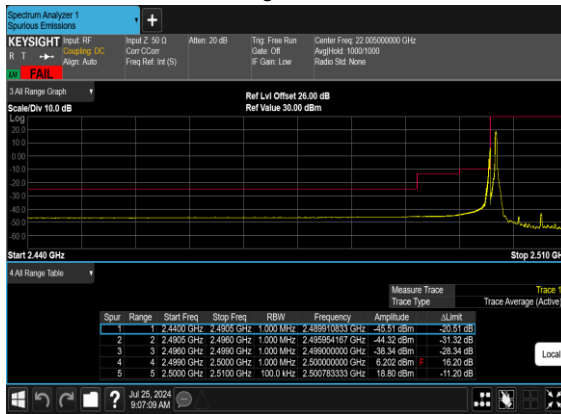 Spectrum Analyzer 1
Spurious Emissions
KEYSIGHT Input: RF Input Z: 50 Ω Atten: 20 dB Trig: Free Run Center Freq: 22.005000000 GHz
R T Coupling: DC Corr CCorr Gate: Off Avg|Hold: 1000/1000
Align: Auto Freq Ref: Int (S) IF Gain: Low Radio Std: None
FAIL
3 All Range Graph
Ref Lvl Offset 26.00 dB
Scale/Div 10.0 dB Ref Value 30.00 dBm
Log
20.0
10.0
0.00
-10.0
-20.0
-30.0
-40.0
-50.0
-60.0
Start 2.440 GHz Stop 2.510 GH
4 All Range Table
Measure Trace Trace 1
Trace Type Trace Average (Active)
Spur Range Start Freq Stop Freq RBW Frequency Amplitude ΔLimit
1 1 2.4400 GHz 2.4905 GHz 1.000 MHz 2.489910833 GHz -45.51 dBm -20.51 dB
2 2 2.4905 GHz 2.4960 GHz 1.000 MHz 2.495954167 GHz -44.32 dBm -31.32 dB
3 3 2.4960 GHz 2.4990 GHz 1.000 MHz 2.499000000 GHz -38.34 dBm -28.34 dB
4 4 2.4990 GHz 2.5000 GHz 1.000 MHz 2.500000000 GHz 6.202 dBm F 16.20 dB
5 5 2.5000 GHz 2.5100 GHz 100.0 kHz 2.500783333 GHz 18.80 dBm -11.20 dB
Local
Jul 25, 2024
9:07:09 AM